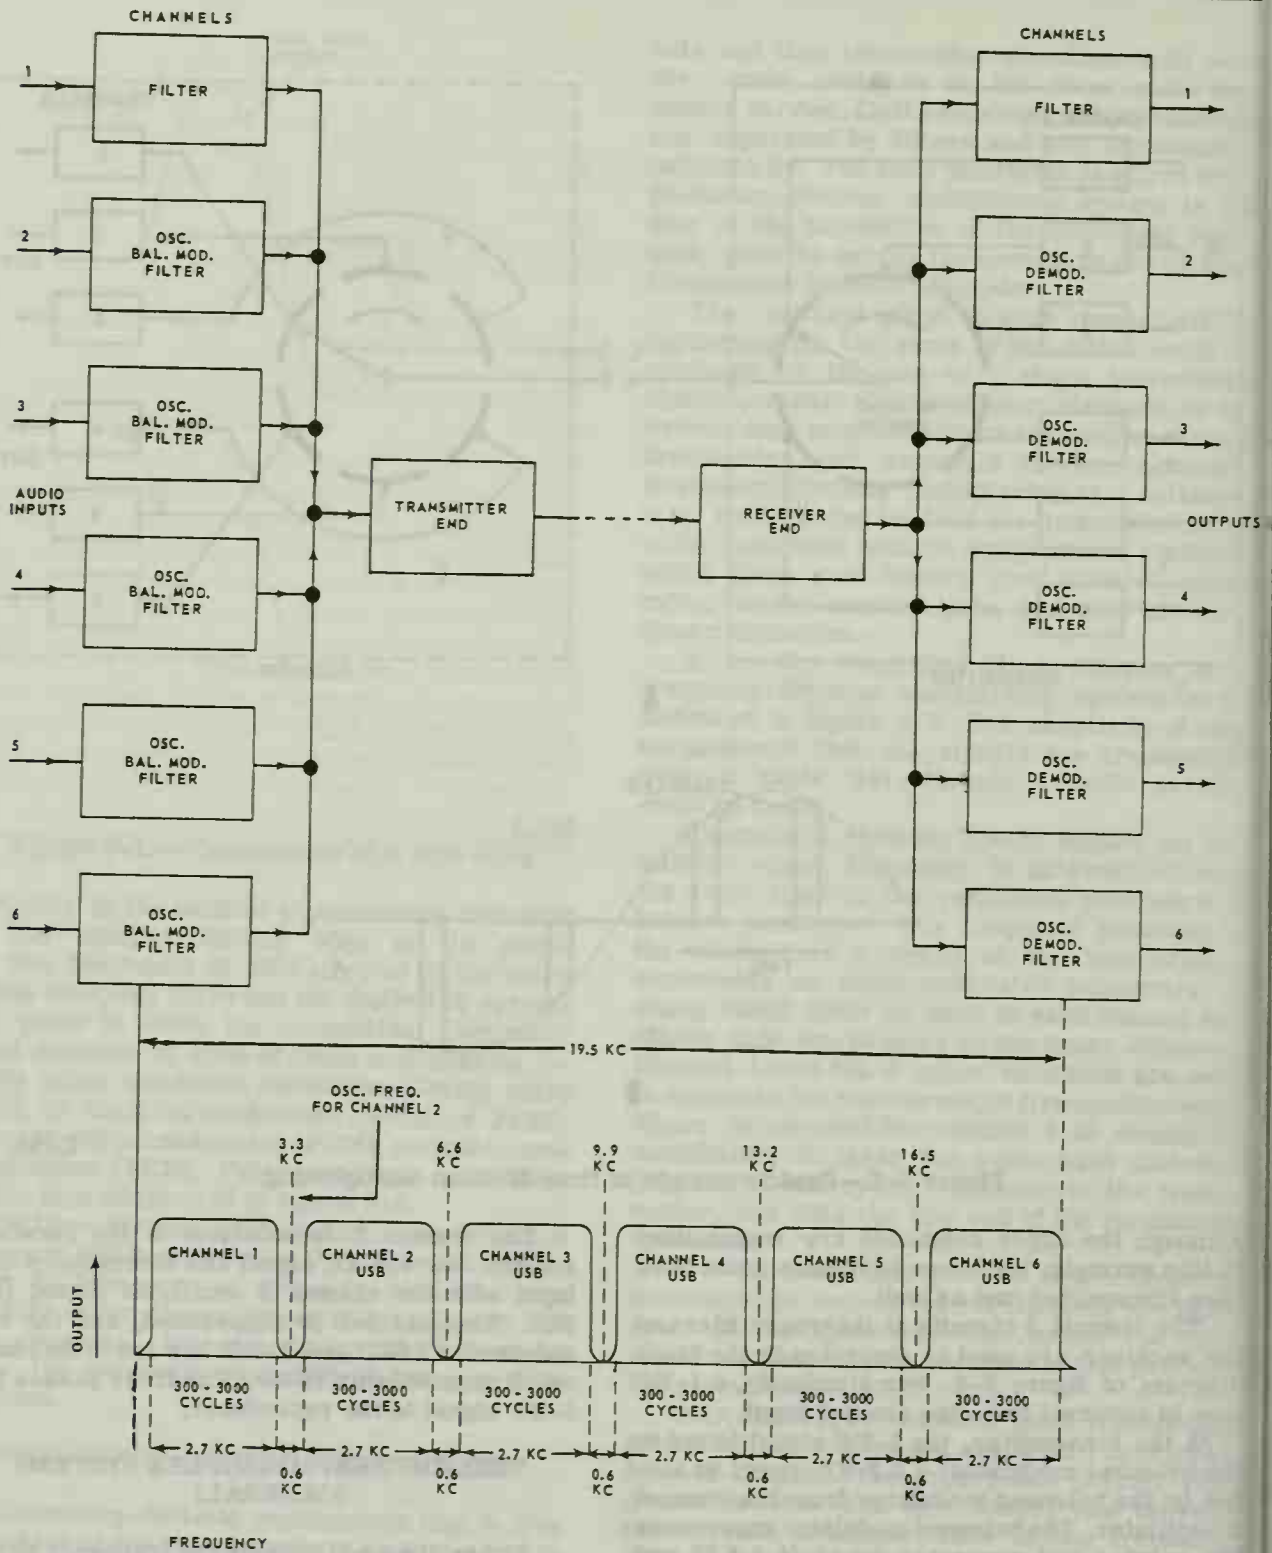 CHANNELS
1
FILTER
2
OSC.
BAL. MOD.
FILTER
3
OSC.
BAL. MOD.
FILTER
AUDIO
INPUTS
4
OSC.
BAL. MOD.
FILTER
5
OSC.
BAL. MOD.
FILTER
6
OSC.
BAL. MOD.
FILTER
TRANSMITTER
END
RECEIVER
END
CHANNELS
FILTER
1
OSC.
DEMOD.
FILTER
2
OSC.
DEMOD.
FILTER
3
OUTPUTS
OSC.
DEMOD.
FILTER
4
OSC.
DEMOD.
FILTER
5
OSC.
DEMOD.
FILTER
6
19.5 KC
OSC. FREQ.
FOR CHANNEL 2
3.3
KC
6.6
KC
9.9
KC
13.2
KC
16.5
KC
OUTPUT
CHANNEL 1
CHANNEL 2
USB
CHANNEL 3
USB
CHANNEL 4
USB
CHANNEL 5
USB
CHANNEL 6
USB
300 - 3000
CYCLES
300 - 3000
CYCLES
300 - 3000
CYCLES
300 - 3000
CYCLES
300 - 3000
CYCLES
300 - 3000
CYCLES
2.7 KC
2.7 KC
2.7 KC
2.7 KC
2.7 KC
2.7 KC
0.6
KC
0.6
KC
0.6
KC
0.6
KC
0.6
KC
FREQUENCY